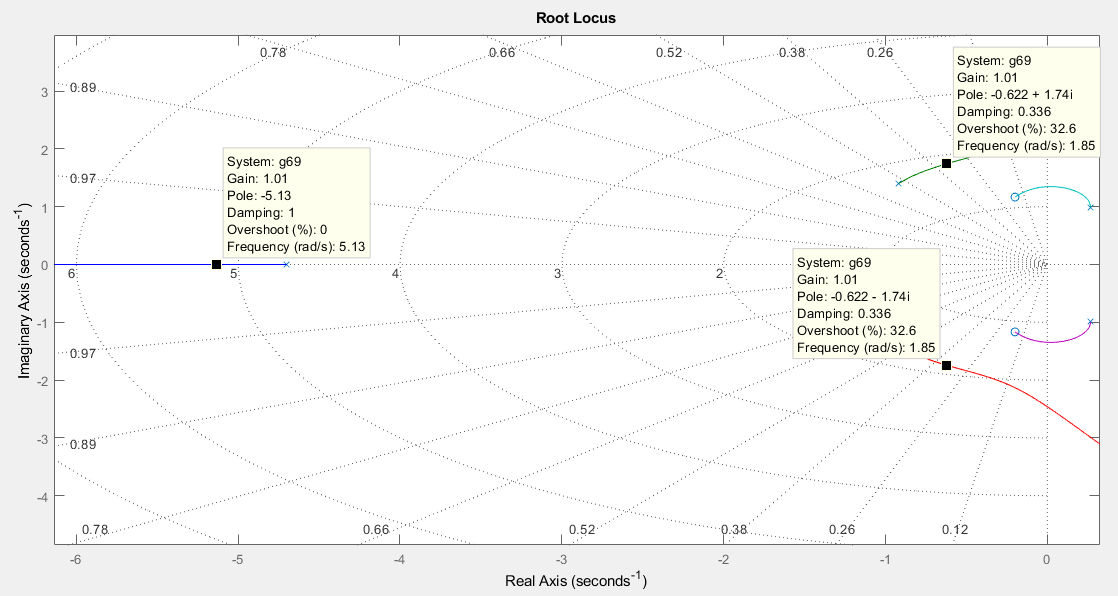 Root Locus
0.78
0.66
0.52
0.38
0.26
0.89
0.97
0.97
0.89
0.78
0.66
0.52
0.38
0.26
0.12
System: g69
Gain: 1.01
Pole: -0.622 + 1.74i
Damping: 0.336
Overshoot (%): 32.6
Frequency (rad/s): 1.85
System: g69
Gain: 1.01
Pole: -5.13
Damping: 1
Overshoot (%): 0
Frequency (rad/s): 5.13
System: g69
Gain: 1.01
Pole: -0.622 - 1.74i
Damping: 0.336
Overshoot (%): 32.6
Frequency (rad/s): 1.85
6
5
4
3
2
3
2
1
0
-1
-2
-3
-4
Imaginary Axis (seconds-1)
-6
-5
-4
-3
-2
-1
0
Real Axis (seconds-1)